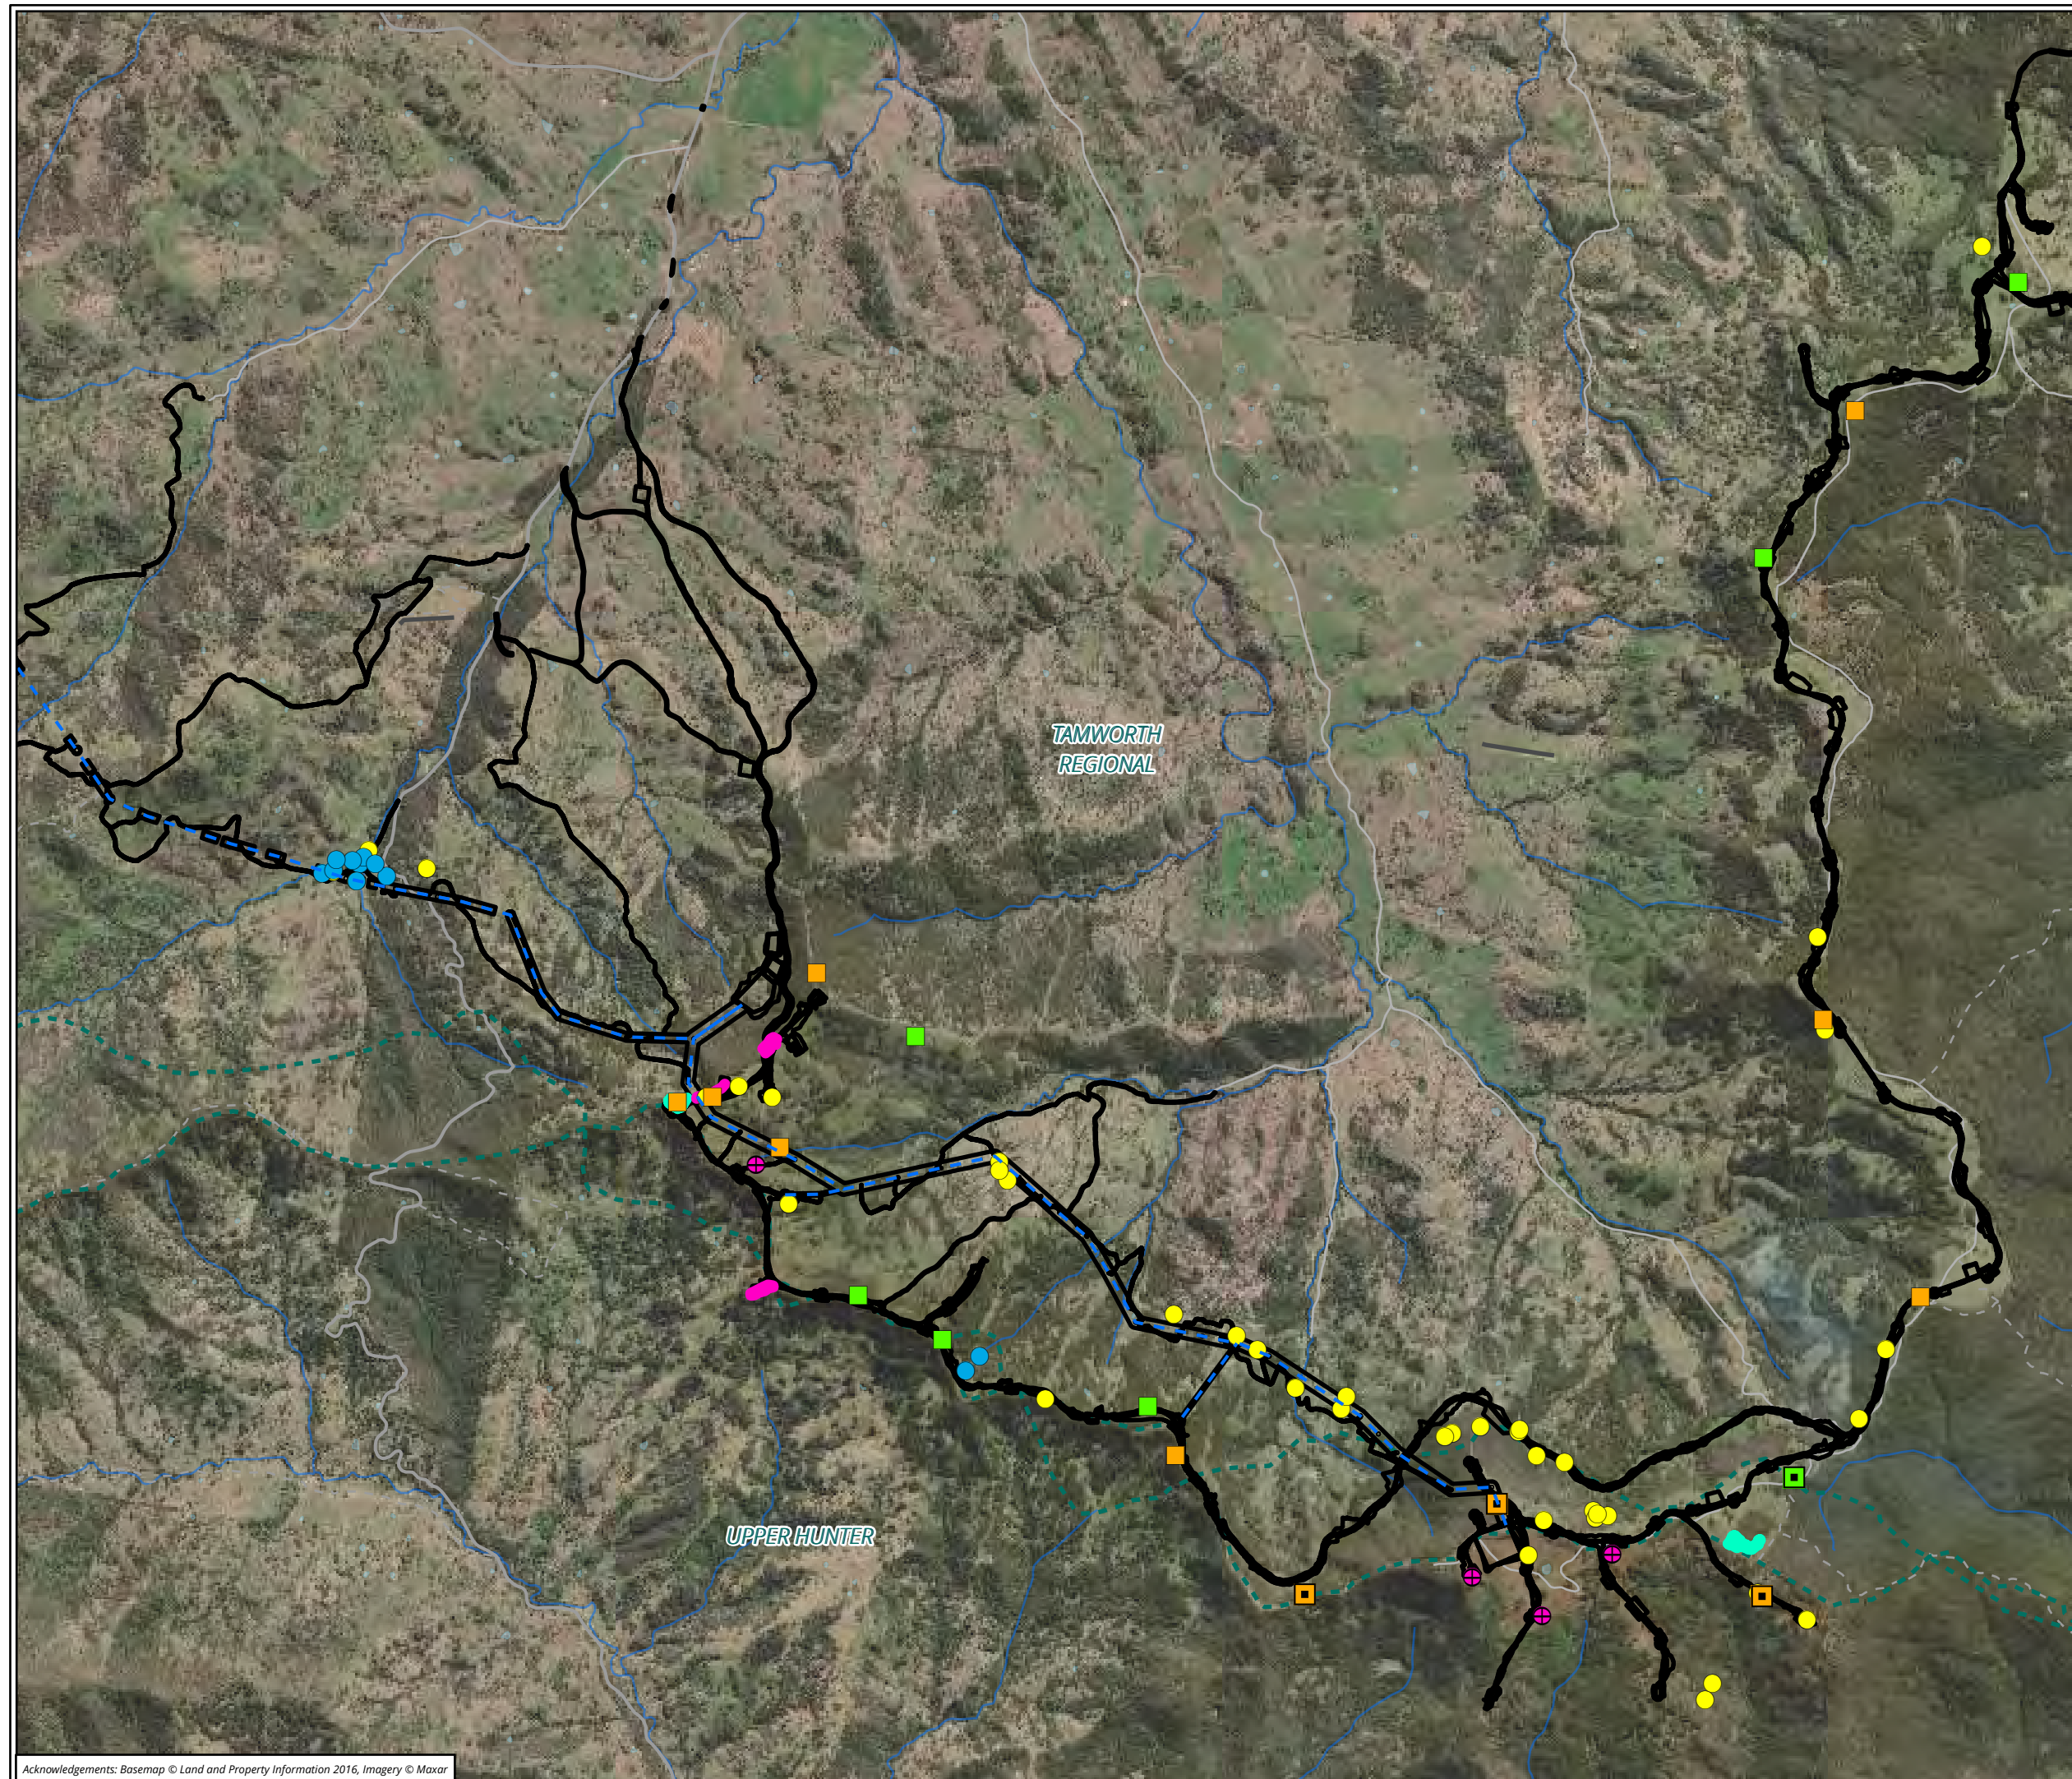 TAMWORTH
REGIONAL
UPPER HUNTER
Acknowledgements: Basemap © Land and Property Information 2016, Imagery © Maxar